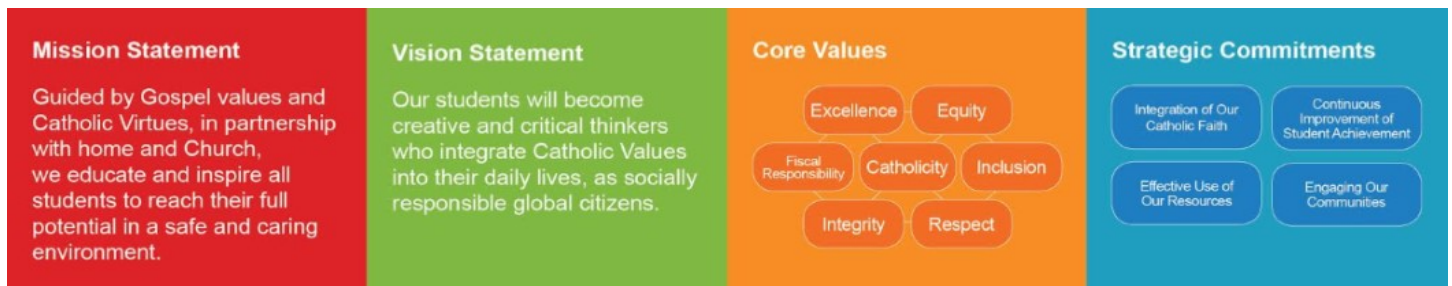 Mission Statement
Guided by Gospel values and
Catholic Virtues, in partnership
with home and Church,
we educate and inspire all
students to reach their full
potential in a safe and caring
environment.
Vision Statement
Our students will become
creative and critical thinkers
who integrate Catholic Values
into their daily lives, as socially
responsible global citizens.
Core Values
Excellence
Equity
Fiscal
Responsibility
Catholicity
Inclusion
Integrity
Respect
Strategic Commitments
Integration of Our
Catholic Faith
Continuous
Improvement of
Student Achievement
Effective Use of
Our Resources
Engaging Our
Communities